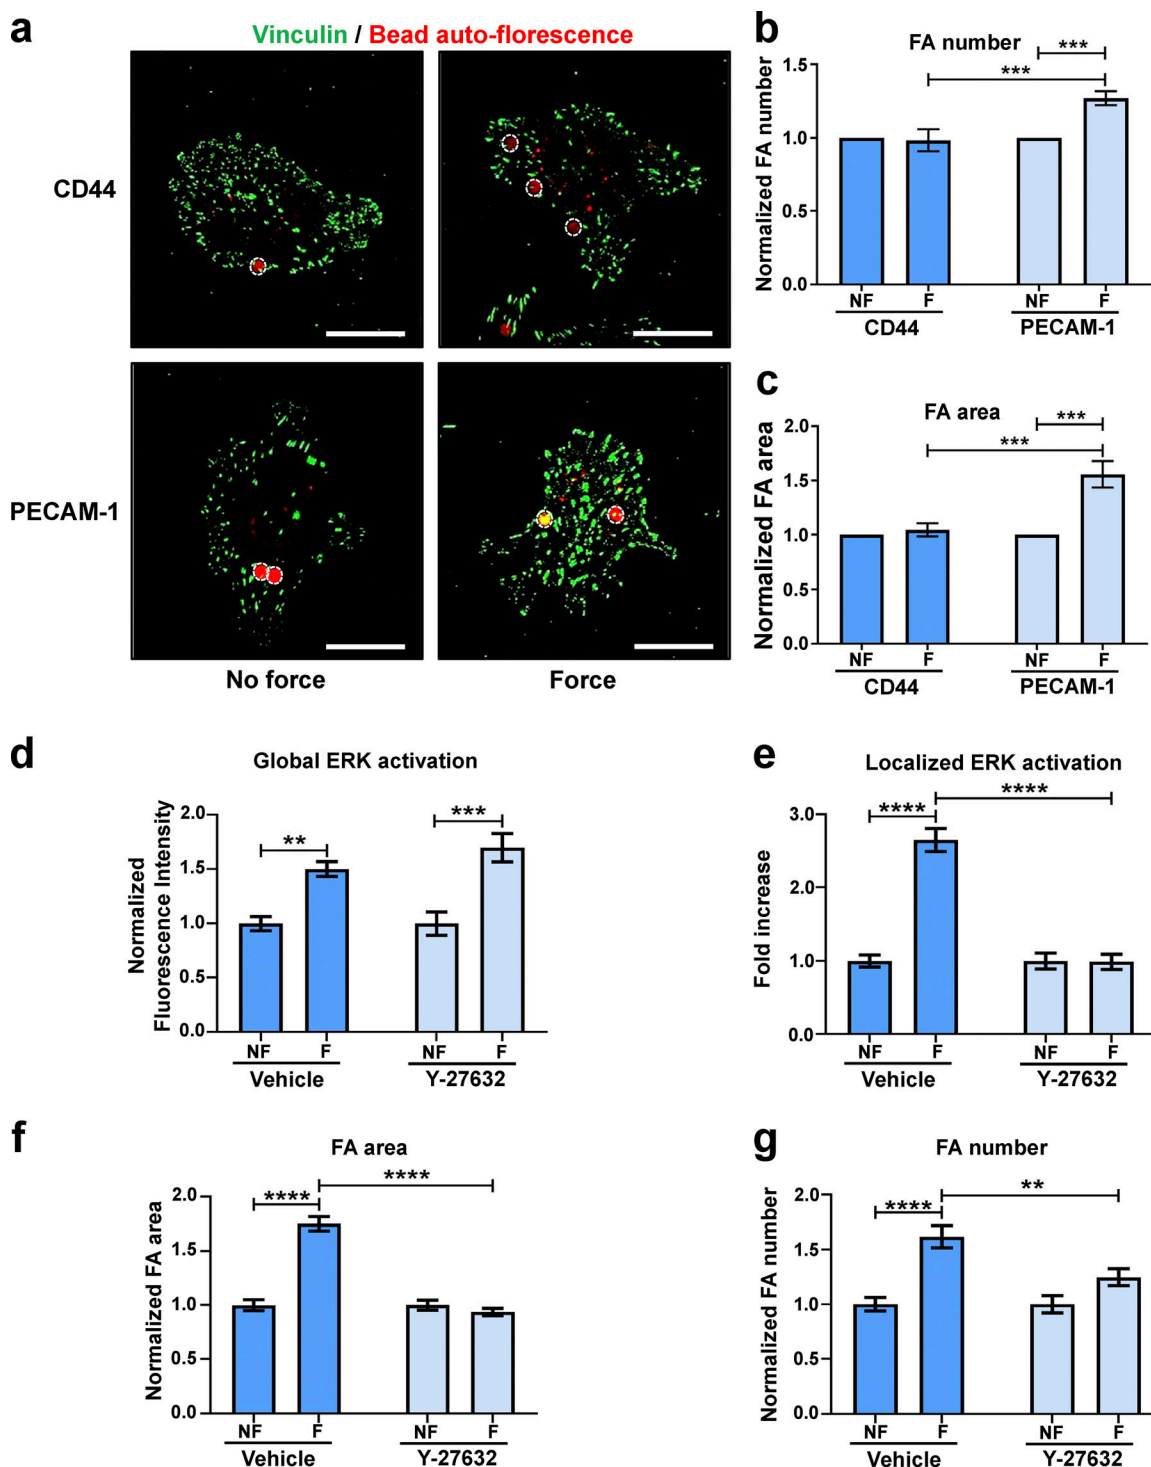 a
Vinculin / Bead auto-florescence
CD44
PECAM-1
No force
Force
b
FA number
***
***
Normalized FA number
1.5
1.0
0.5
0.0
NF
F
NF
F
CD44
PECAM-1
c
FA area
***
***
Normalized FA area
2.0
1.5
1.0
0.5
0.0
NF
F
NF
F
CD44
PECAM-1
d
Global ERK activation
**
***
Normalized
Fluorescence Intensity
2.0
1.5
1.0
0.5
0.0
NF
F
NF
F
Vehicle
Y-27632
e
Localized ERK activation
****
****
Fold increase
3.0
2.0
1.0
0.0
NF
F
NF
F
Vehicle
Y-27632
f
FA area
****
****
Normalized FA area
2.0
1.5
1.0
0.5
0.0
NF
F
NF
F
Vehicle
Y-27632
g
FA number
****
**
Normalized FA number
2.0
1.5
1.0
0.5
0.0
NF
F
NF
F
Vehicle
Y-27632